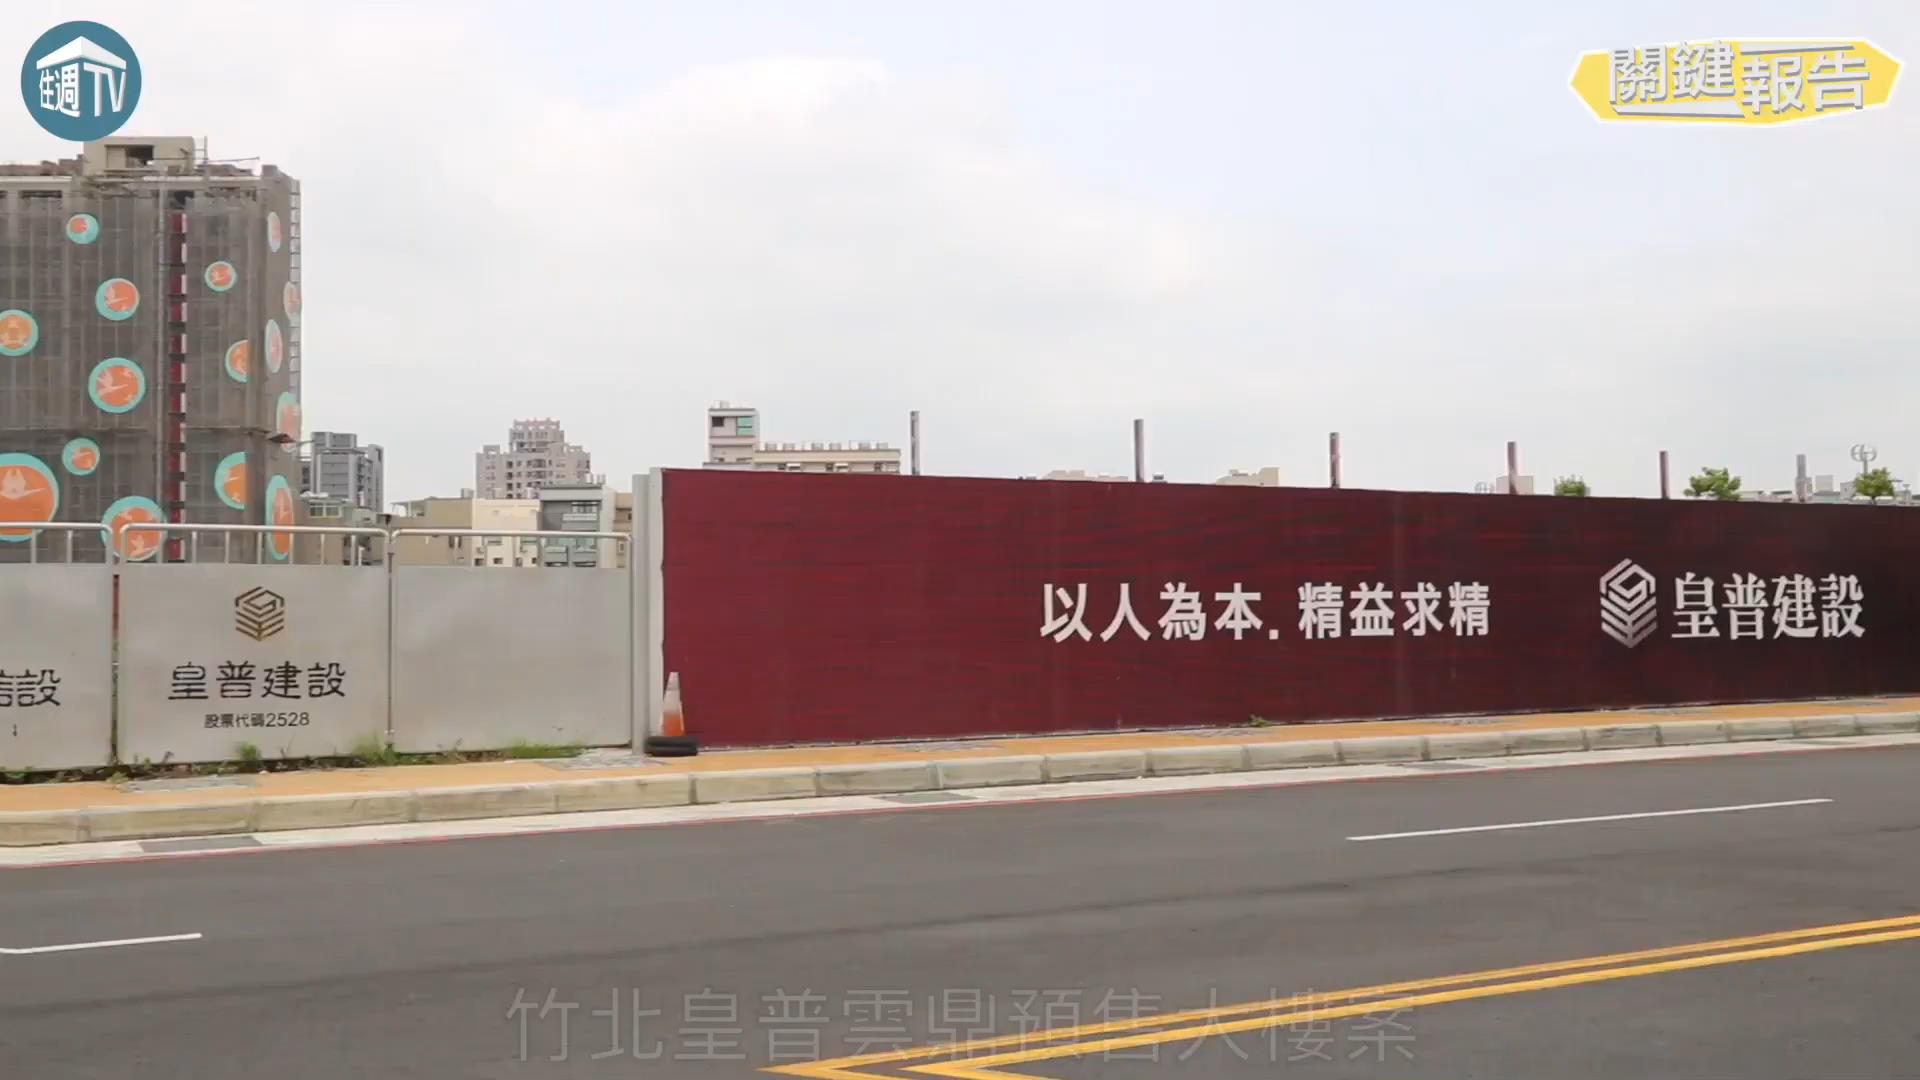 住週TV
關鍵報告
以人為本.精益求精
皇普建設
設
皇普建設
股票代碼2528
竹北皇普雲鼎預售大樓案